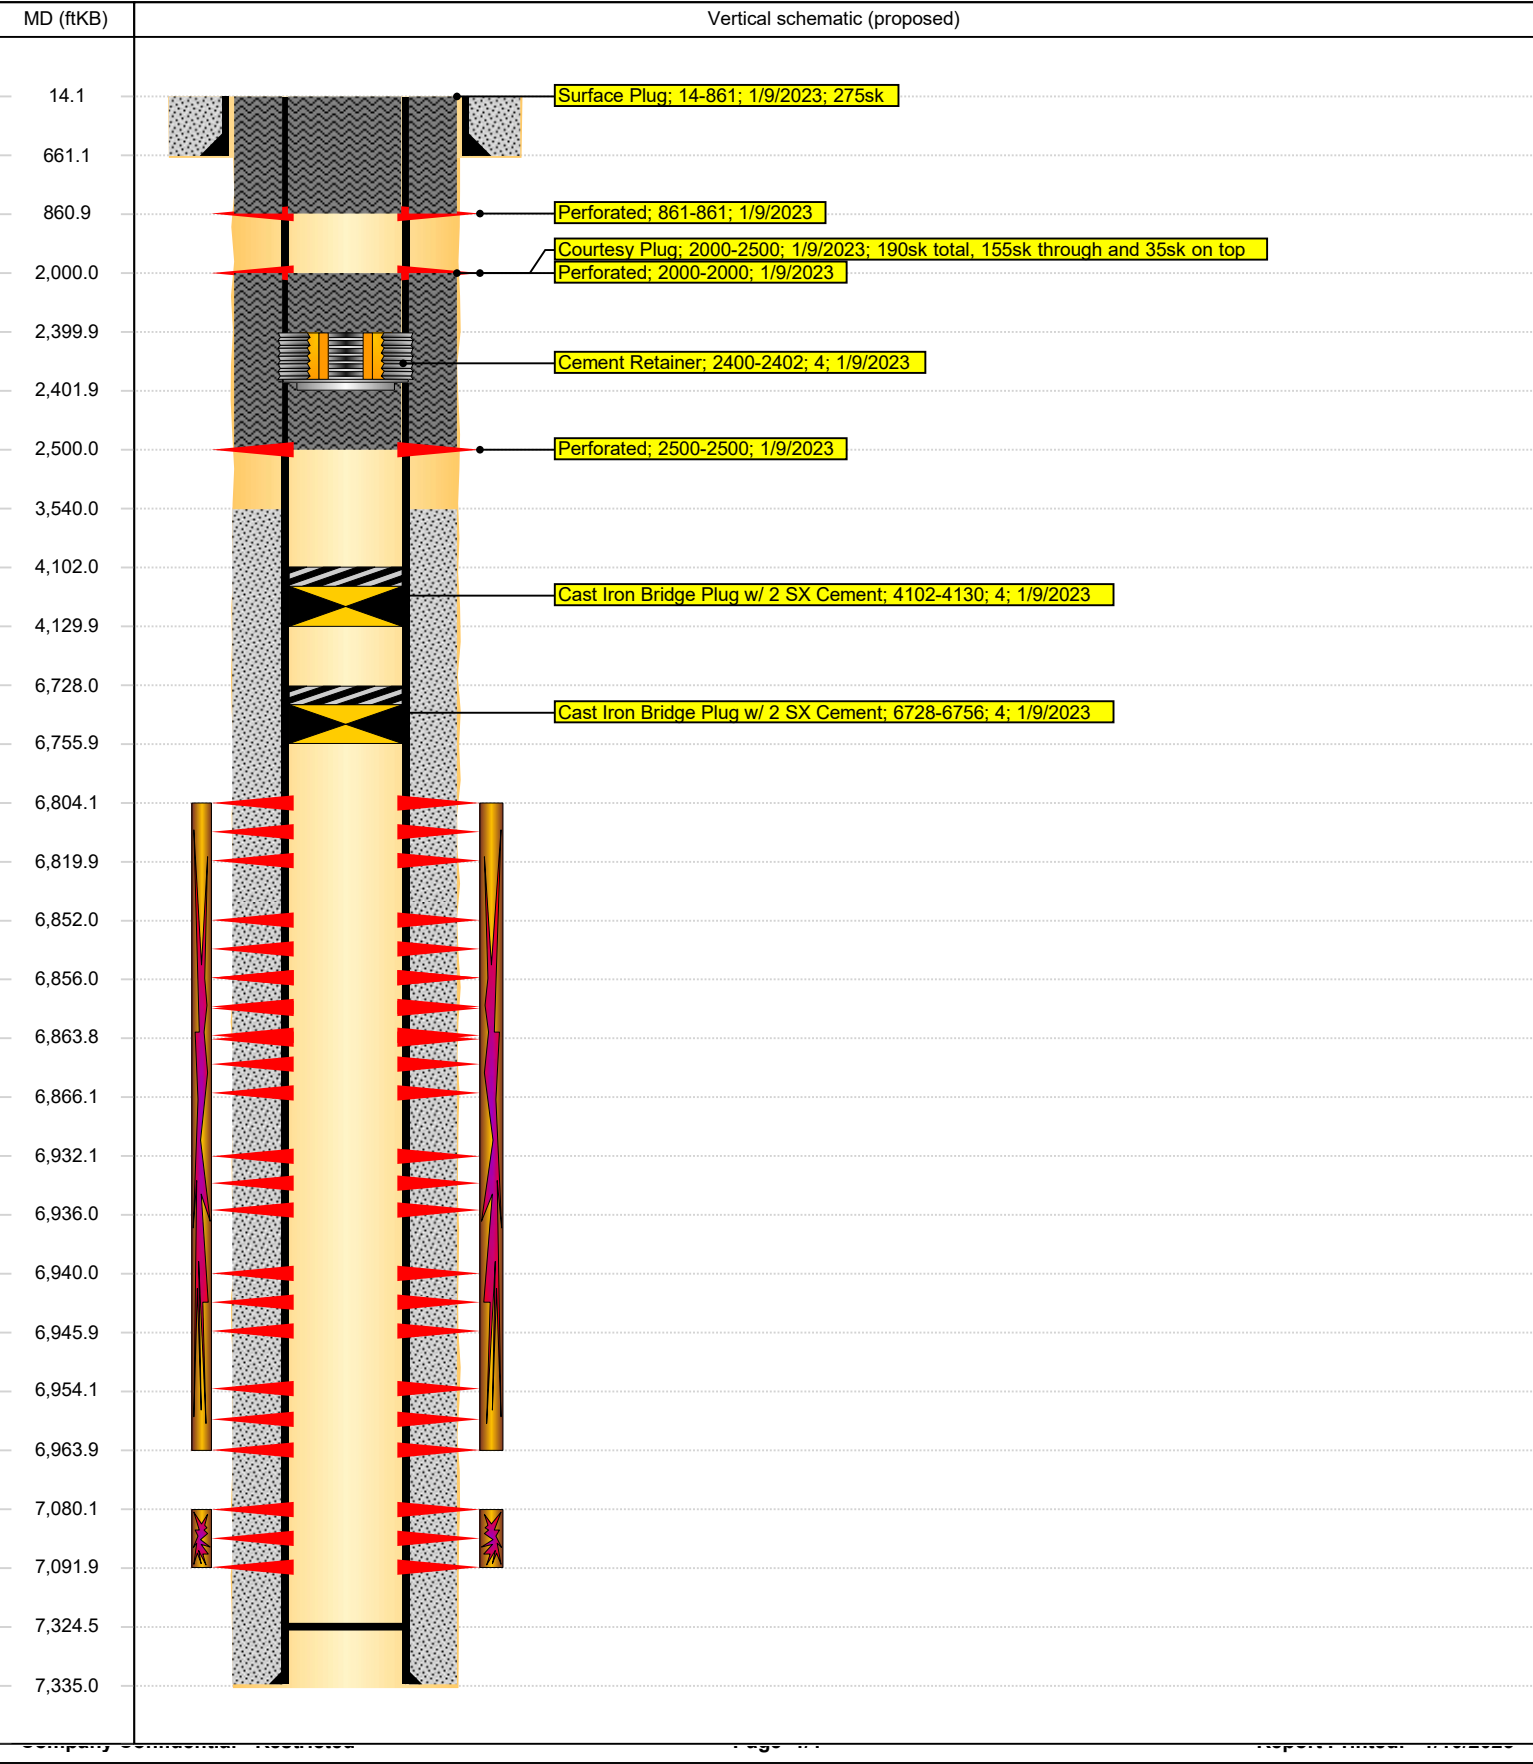 MD (ftKB)
Vertical schematic (proposed)
14.1
Surface Plug; 14-861; 1/9/2023; 275sk
661.1
860.9
Perforated; 861-861; 1/9/2023
Courtesy Plug; 2000-2500; 1/9/2023; 190sk total, 155sk through and 35sk on top
2,000.0
Perforated; 2000-2000; 1/9/2023
2,399.9
Cement Retainer; 2400-2402; 4; 1/9/2023
2,401.9
2,500.0
Perforated; 2500-2500; 1/9/2023
3,540.0
4,102.0
Cast Iron Bridge Plug w/ 2 SX Cement; 4102-4130; 4; 1/9/2023
4,129.9
6,728.0
Cast Iron Bridge Plug w/ 2 SX Cement; 6728-6756; 4; 1/9/2023
6,755.9
6,804.1
6,819.9
6,852.0
6,856.0
6,863.8
6,866.1
6,932.1
6,936.0
6,940.0
6,945.9
6,954.1
6,963.9
7,080.1
7,091.9
7,324.5
7,335.0